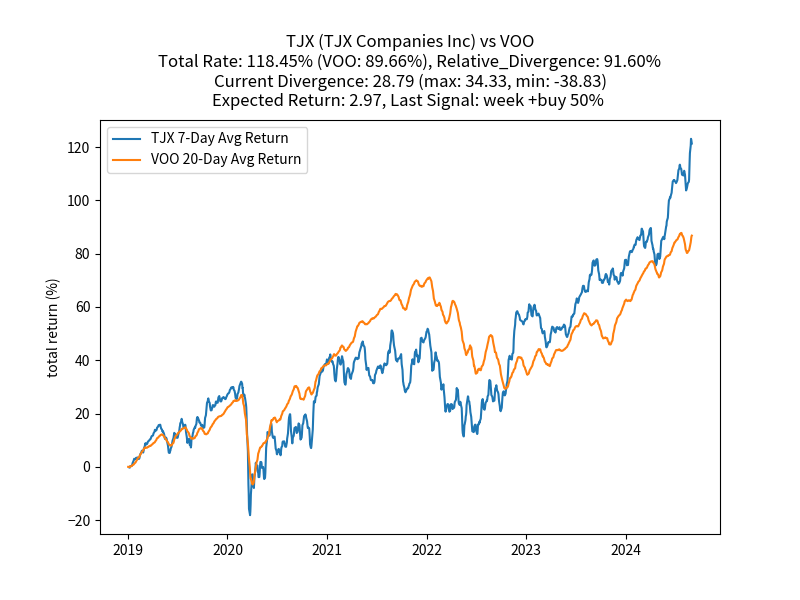 TJX (TJX Companies Inc) vs VOO
Total Rate: 118.45% (VOO: 89.66%), Relative_Divergence: 91.60%
Current Divergence: 28.79 (max: 34.33, min: -38.83)
Expected Return: 2.97, Last Signal: week +buy 50%
TJX 7-Day Avg Return
VOO 20-Day Avg Return
total return (%)
120
100
80
60
40
20
0
−20
2019
2020
2021
2022
2023
2024